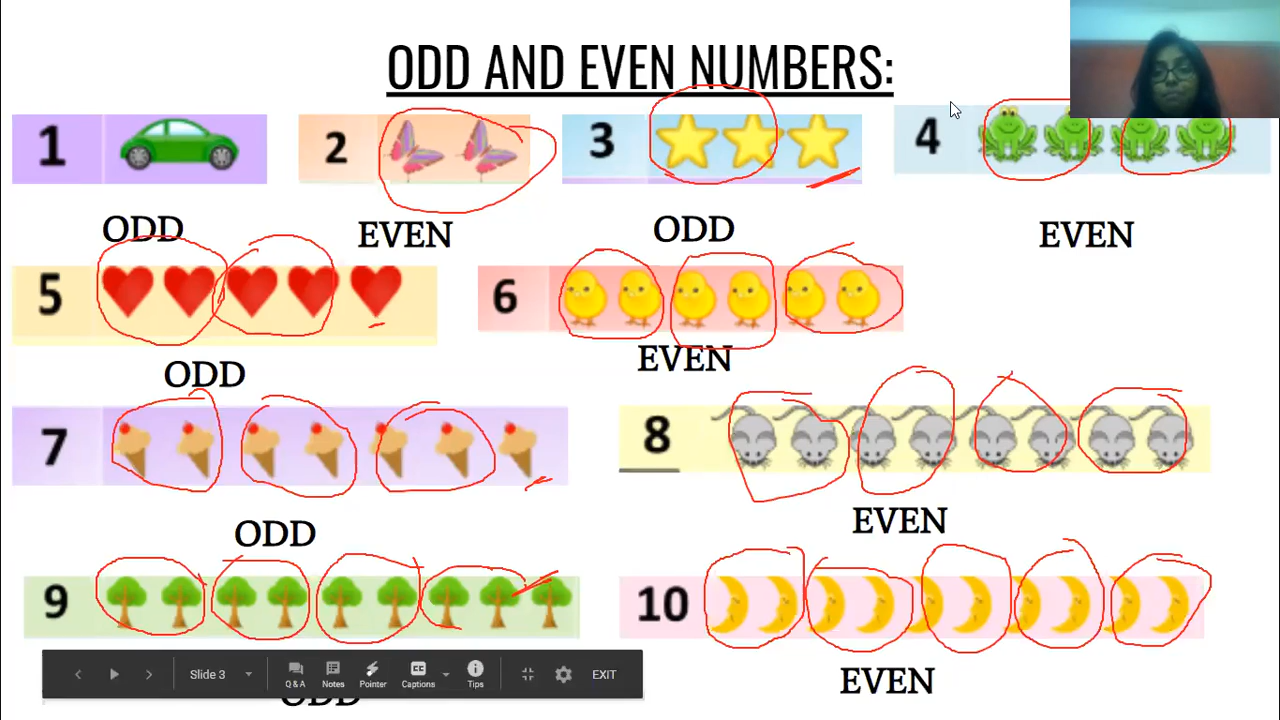 ODD AND EVEN NUMBERS:
1
2
3
4
ODD
EVEN
ODD
EVEN
5
6
ODD
EVEN
7
8
ODD
EVEN
9
10
ODD
EVEN
Slide 3
Q & A
Notes
Pointer
Captions
Tips
EXIT